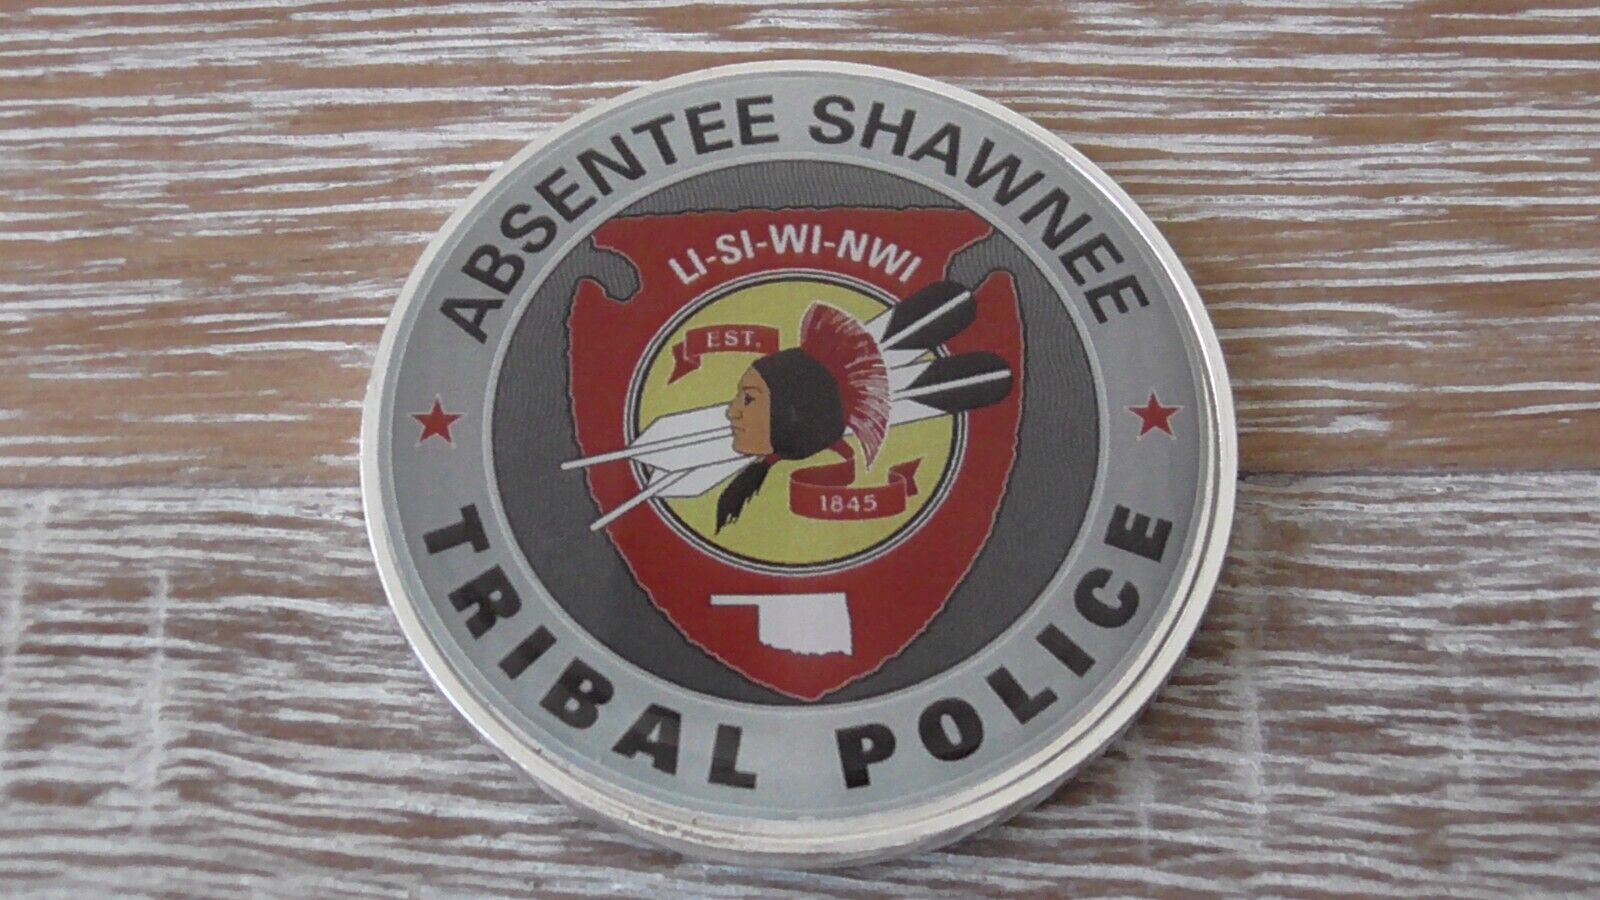 ABSENTEE SHAWNEE
LI-SI-WI-NWI
EST.
1845
TRIBAL POLICE